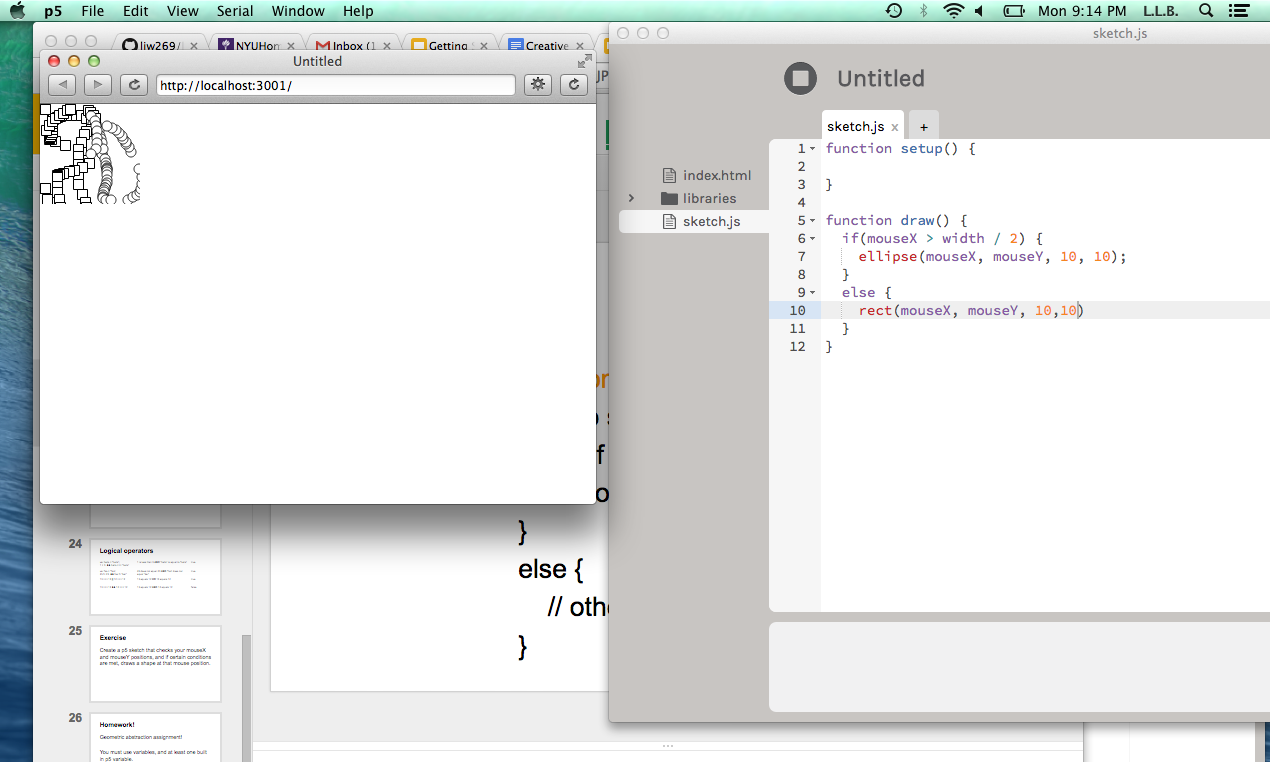 p5 File Edit View Serial Window Help
Mon 9:14 PM L.L.B.
liw269/ NYUHom Inbox (1 Getting Creative
Untitled
http://localhost:3001/
JP
sketch.js
Untitled
sketch.js x +
index.html
libraries
sketch.js
1 function setup() {
2
3 }
4
5 function draw() {
6 if(mouseX > width / 2) {
7 ellipse(mouseX, mouseY, 10, 10);
8 }
9 else {
10 rect(mouseX, mouseY, 10,10)
11 }
12 }
}
else {
// othe
}
24
Logical operators
25
Exercise
Create a p5 sketch that checks your mouseX
and mouseY positions, and if certain conditions
are met, draws a shape at that mouse position.
26
Homework!
Geometric abstraction assignment!
You must use variables, and at least one built
in p5 variable.